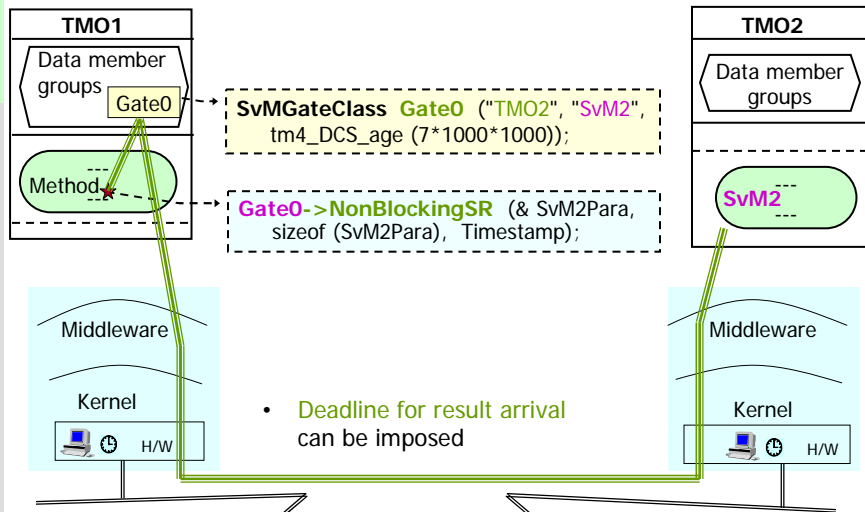 TMO1
Data member
groups
Gate0
Method
---
---
SvMGateClass Gate0 ("TMO2", "SvM2",
tm4_DCS_age (7*1000*1000));
Gate0->NonBlockingSR (& SvM2Para,
sizeof (SvM2Para), Timestamp);
TMO2
Data member
groups
SvM2
---
---
Middleware
Kernel
H/W
• Deadline for result arrival
can be imposed
Middleware
Kernel
H/W